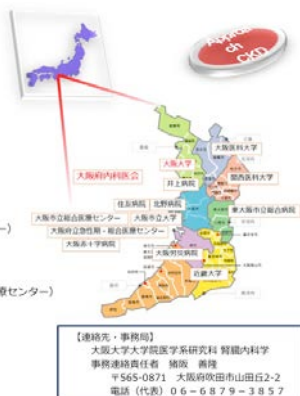 Approach
CKD
大阪府内科医会
大阪大学
大阪医科大学
井上病院
関西医科大学
住友病院
北野病院
大阪市立総合医療センター
大阪市立大学
東大阪市立総合病院
大阪府立急性期・総合医療センター
大阪赤十字病院
大阪労災病院
近畿大学
ー)
療センター)
【連絡先・事務局】
大阪大学大学院医学系研究科 腎臓内科学
事務連絡責任者 猪阪 善隆
〒565-0871 大阪府吹田市山田丘2-2
電話（代表）06－6879－3857